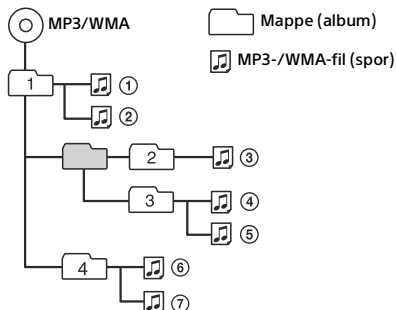 MP3/WMA
Mappe (album)
MP3-/WMA-fil (spor)
1 ①
②
2 ③
3 ④
⑤
4 ⑥
⑦